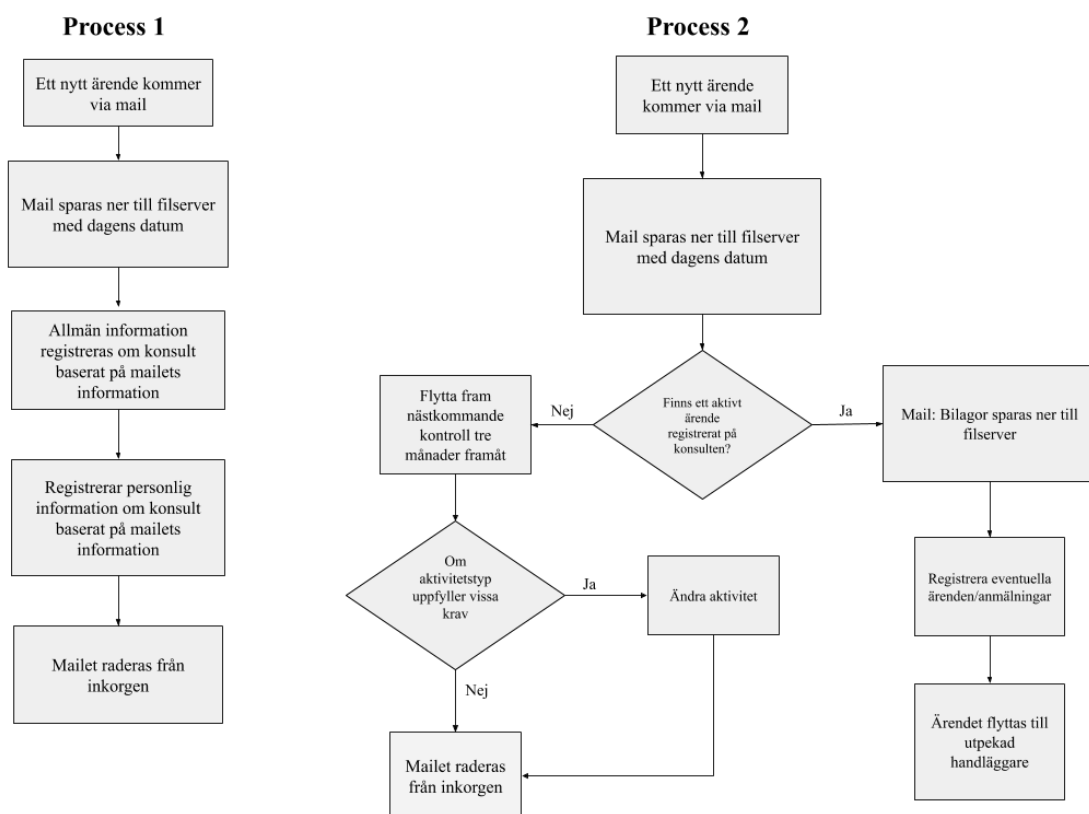 Process 1
Ett nytt ärende kommer
via mail
Mail sparas ner till filserver
med dagens datum
Allmän information
registreras om konsult
baserat på mailets
information
Registrerar personlig
information om konsult
baserat på mailets
information
Mailet raderas från
inkorgen
Process 2
Ett nytt ärende
kommer via mail
Mail sparas ner till filserver
med dagens datum
Finns ett aktivt
ärende
registrerat på
konsulten?
Nej
Ja
Flytta fram
nästkommande
kontroll tre
månader framåt
Mail: Bilagor sparas ner till
filserver
Om
aktivitetstyp
uppfyller vissa
krav
Ja
Ändra aktivitet
Nej
Mailet raderas
från inkorgen
Registrera eventuella
ärenden/anmälningar
Ärendet flyttas till
utpekad
handläggare